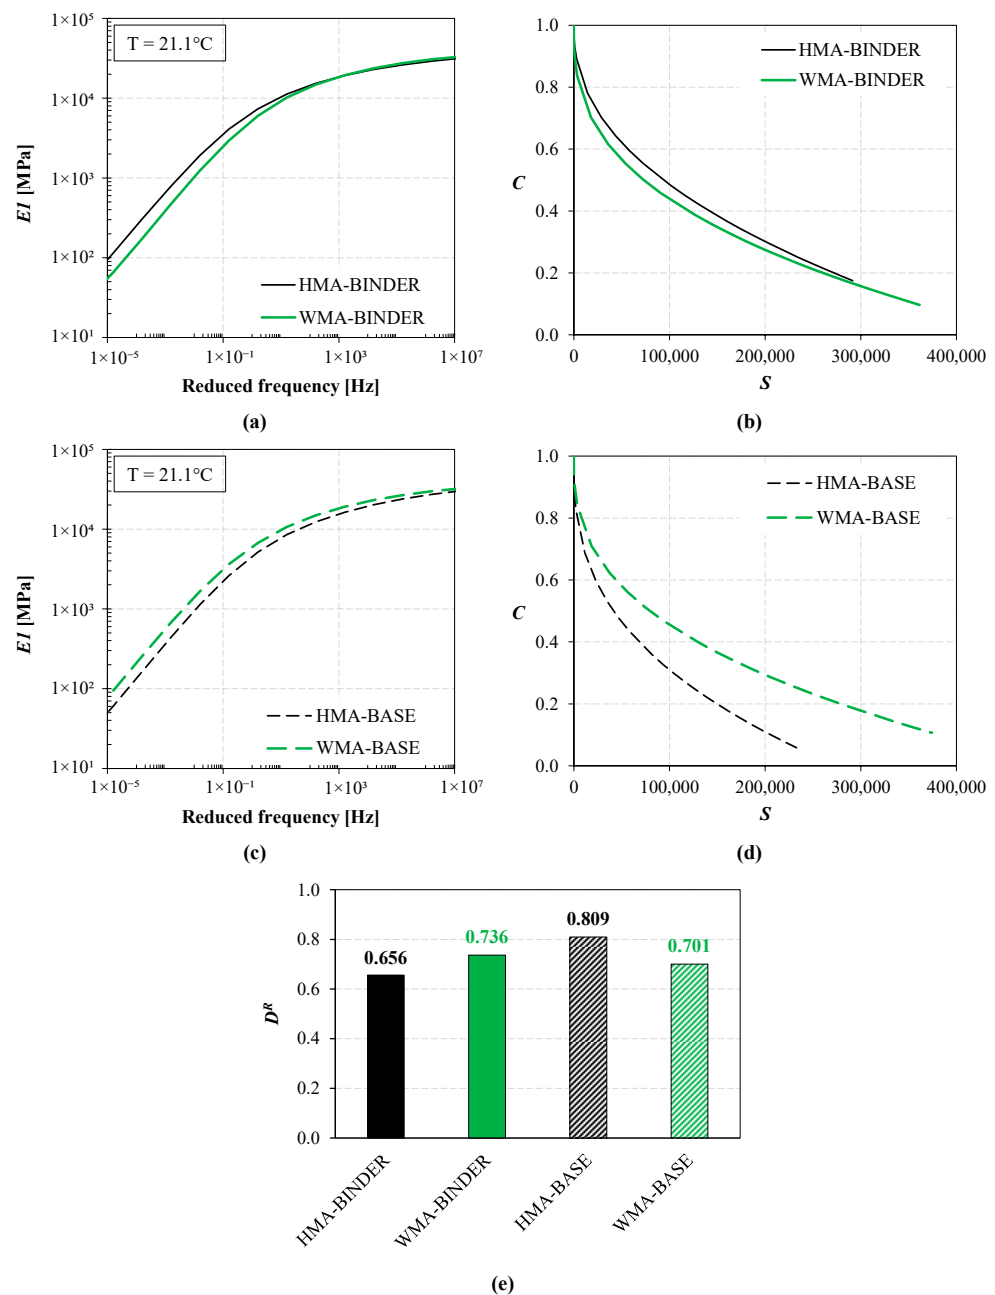 1×10⁵
1×10⁴
1×10³
1×10²
1×10¹
E1 [MPa]
T = 21.1°C
HMA-BINDER
WMA-BINDER
1×10⁻⁵
1×10⁻¹
1×10³
1×10⁷
Reduced frequency [Hz]
(a)
1.0
0.8
0.6
0.4
0.2
0.0
C
HMA-BINDER
WMA-BINDER
0
100,000
200,000
300,000
400,000
S
(b)
1×10⁵
1×10⁴
1×10³
1×10²
1×10¹
E1 [MPa]
T = 21.1°C
HMA-BASE
WMA-BASE
1×10⁻⁵
1×10⁻¹
1×10³
1×10⁷
Reduced frequency [Hz]
(c)
1.0
0.8
0.6
0.4
0.2
0.0
C
HMA-BASE
WMA-BASE
0
100,000
200,000
300,000
400,000
S
(d)
1.0
0.8
0.6
0.4
0.2
0.0
Dᴿ
0.656
0.736
0.809
0.701
HMA-BINDER
WMA-BINDER
HMA-BASE
WMA-BASE
(e)